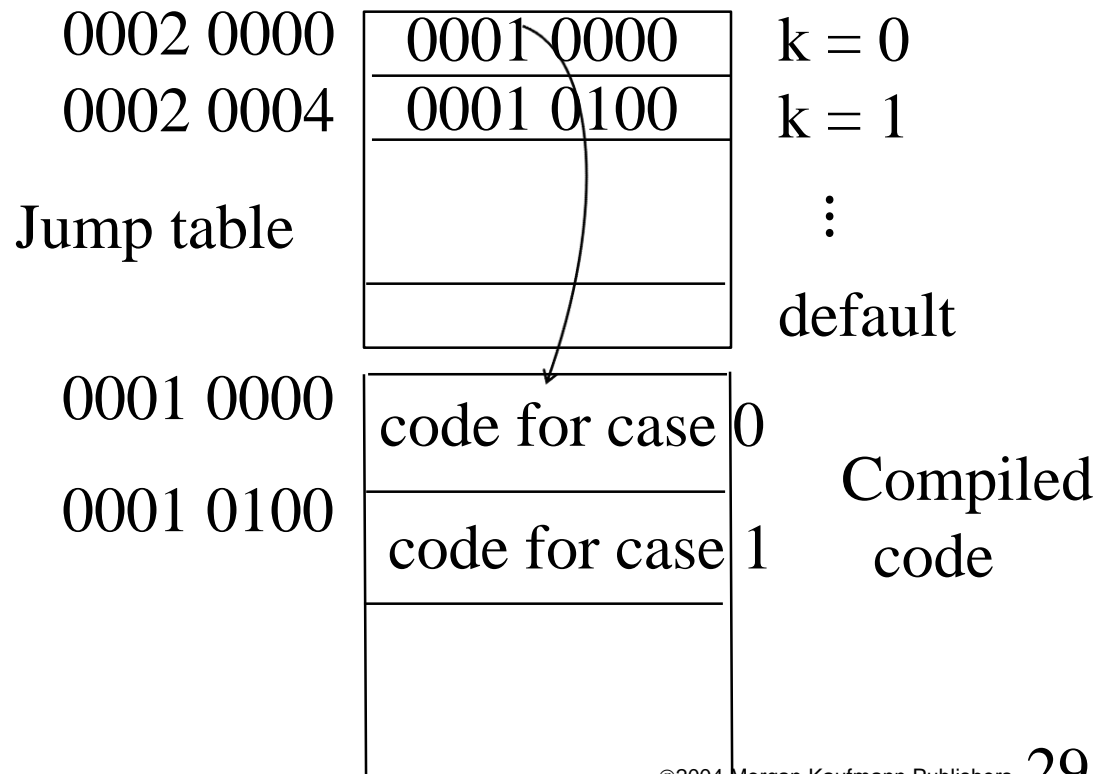 0002 0000 0001 0000 k = 0
0002 0004 0001 0100 k = 1
Jump table ⋮
default
0001 0000 code for case 0
Compiled
0001 0100 code for case 1
code
©2004 Morgan Kaufmann Publishers 29